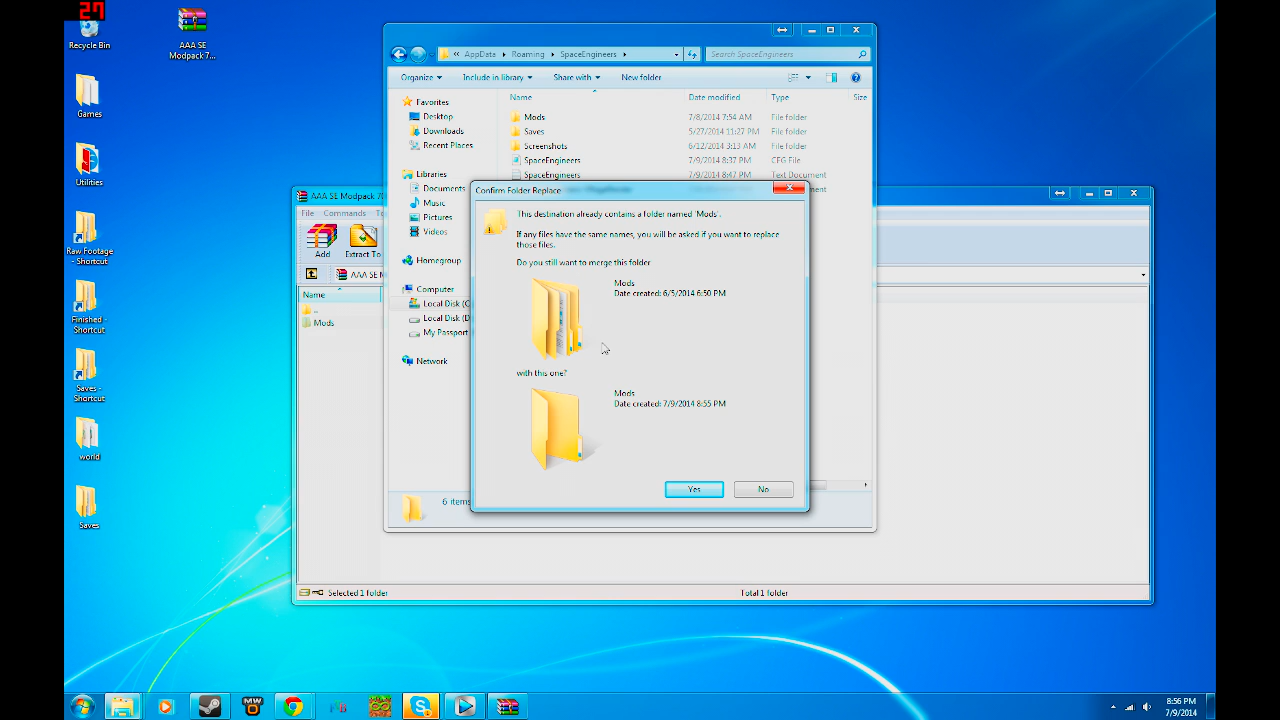 27
Recycle Bin
AAA SE
Modpack 7...
Games
Utilities
Raw Footage
- Shortcut
Finished -
Shortcut
Saves -
Shortcut
world
Saves
« AppData Roaming SpaceEngineers
Search SpaceEngineers
Organize Include in library Share with New folder
Name Date modified Type Size
Favorites
Desktop
Downloads
Recent Places
Libraries
Documents
Music
Pictures
Videos
Homegroup
Computer
Local Disk (C
Local Disk (D
My Passport
Network
Mods 7/8/2014 7:54 AM File folder
Saves 5/27/2014 11:27 PM File folder
Screenshots 6/12/2014 3:13 AM File folder
SpaceEngineers 7/9/2014 8:37 PM CFG File
SpaceEngineers 7/9/2014 8:47 PM Text Document
6 items
AAA SE Modpack 7
File Commands To
Add Extract To
AAA SE M
Name
..
Mods
Selected 1 folder
Total 1 folder
Confirm Folder Replace
This destination already contains a folder named 'Mods'.
If any files have the same names, you will be asked if you want to replace
those files.
Do you still want to merge this folder
Mods
Date created: 6/5/2014 6:50 PM
with this one?
Mods
Date created: 7/9/2014 8:55 PM
Yes No
MW
8:56 PM
7/9/2014